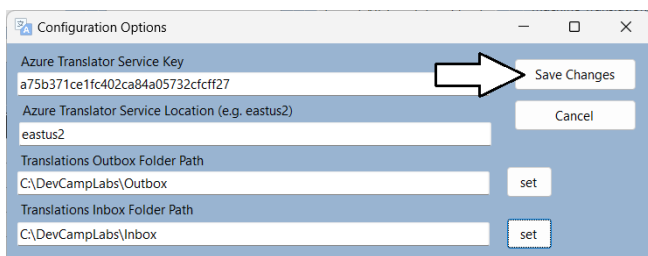 Configuration Options
Azure Translator Service Key
a75b371ce1fc402ca84a05732cfcff27
Save Changes
Azure Translator Service Location (e.g. eastus2)
Cancel
eastus2
Translations Outbox Folder Path
C:\DevCampLabs\Outbox
set
Translations Inbox Folder Path
C:\DevCampLabs\Inbox
set